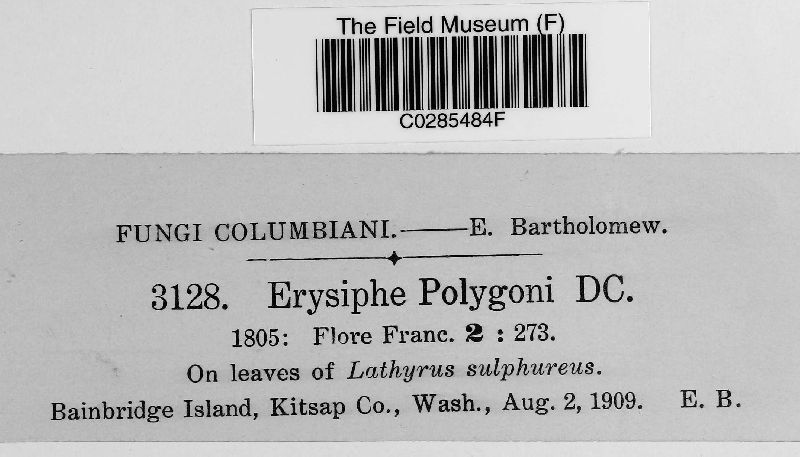 The Field Museum (F)
C0285484F
FUNGI COLUMBIANI.——E. Bartholomew.
3128. Erysiphe Polygoni DC.
1805: Flore Franc. 2 : 273.
On leaves of Lathyrus sulphureus.
Bainbridge Island, Kitsap Co., Wash., Aug. 2, 1909. E. B.